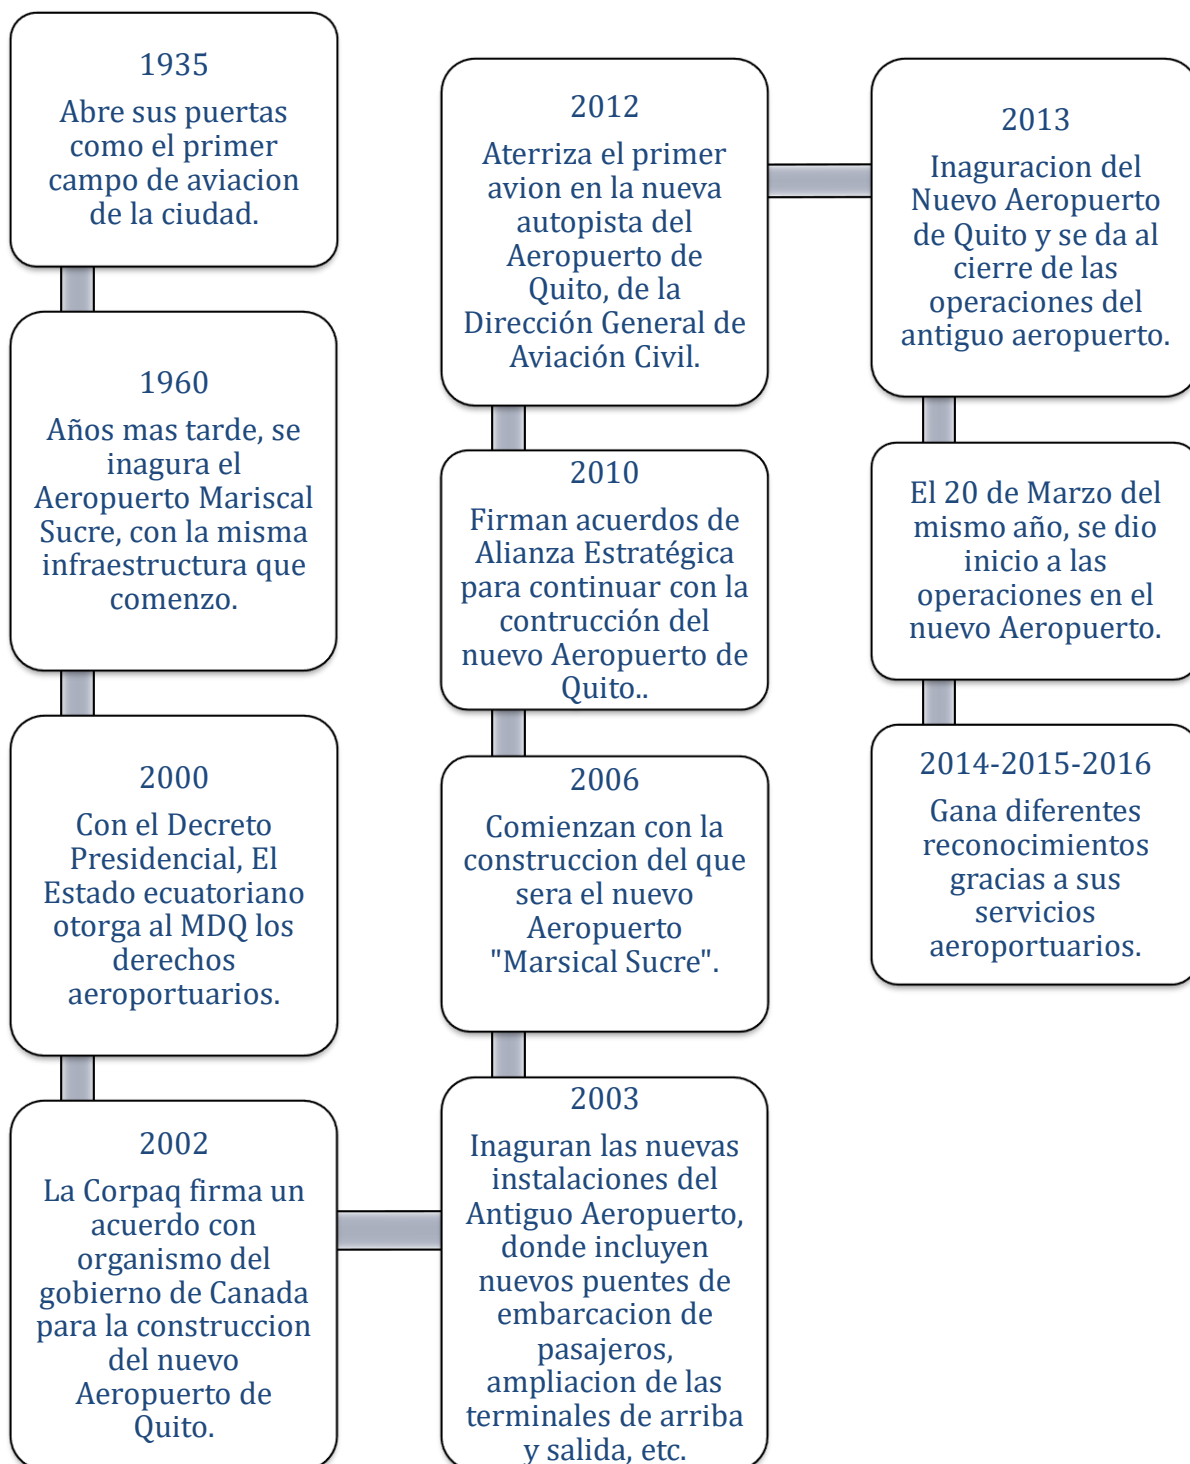 1935
Abre sus puertas
como el primer
campo de aviacion
de la ciudad.
1960
Años mas tarde, se
inagura el
Aeropuerto Mariscal
Sucre, con la misma
infraestructura que
comenzo.
2000
Con el Decreto
Presidencial, El
Estado ecuatoriano
otorga al MDQ los
derechos
aeroportuarios.
2002
La Corpaq firma un
acuerdo con
organismo del
gobierno de Canada
para la construccion
del nuevo
Aeropuerto de
Quito.
2003
Inaguran las nuevas
instalaciones del
Antiguo Aeropuerto,
donde incluyen
nuevos puentes de
embarcacion de
pasajeros,
ampliacion de las
terminales de arriba
y salida, etc.
2006
Comienzan con la
construccion del que
sera el nuevo
Aeropuerto
"Marsical Sucre".
2010
Firman acuerdos de
Alianza Estratégica
para continuar con la
contrucción del
nuevo Aeropuerto de
Quito..
2012
Aterriza el primer
avion en la nueva
autopista del
Aeropuerto de
Quito, de la
Dirección General de
Aviación Civil.
2013
Inaguracion del
Nuevo Aeropuerto
de Quito y se da al
cierre de las
operaciones del
antiguo aeropuerto.
El 20 de Marzo del
mismo año, se dio
inicio a las
operaciones en el
nuevo Aeropuerto.
2014-2015-2016
Gana diferentes
reconocimientos
gracias a sus
servicios
aeroportuarios.